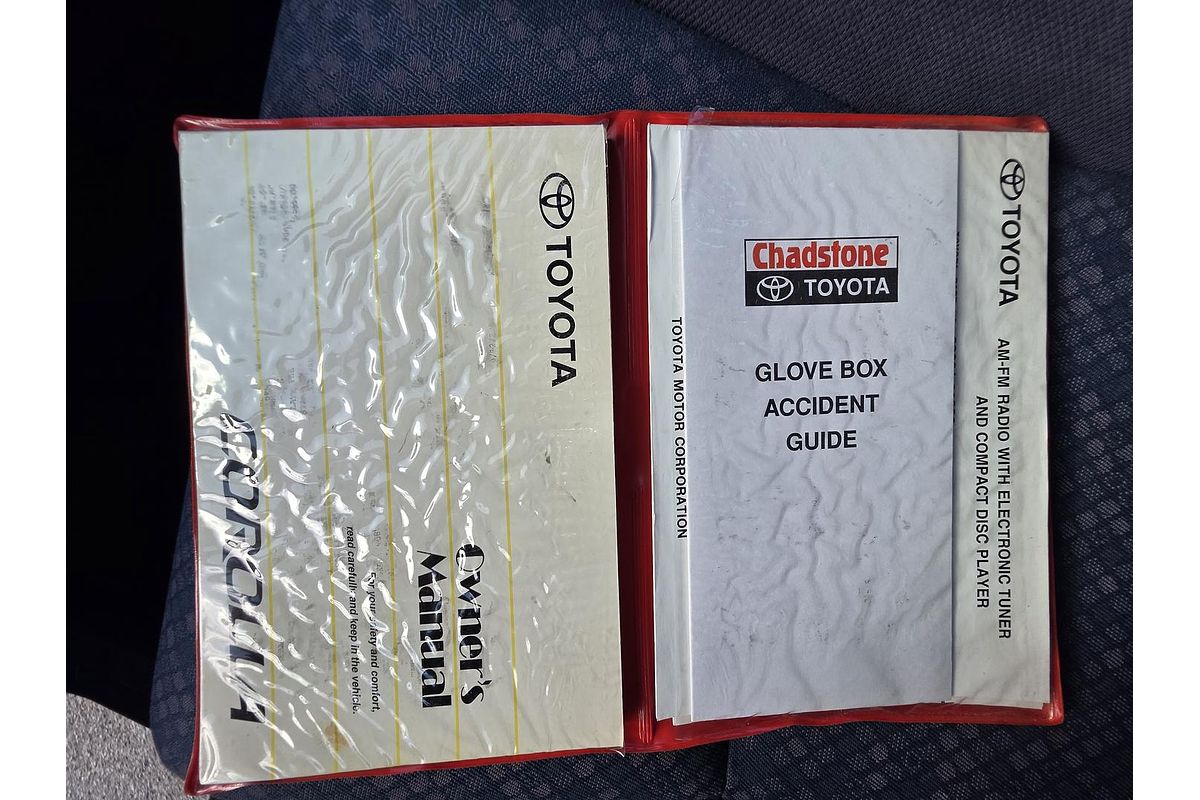 TOYOTA
Owner's
Manual
For your safety and comfort,
read carefully and keep in the vehicle.
COROLLA
Chadstone
TOYOTA
GLOVE BOX
ACCIDENT
GUIDE
TOYOTA
AM-FM RADIO WITH ELECTRONIC TUNER
AND COMPACT DISC PLAYER
TOYOTA MOTOR CORPORATION